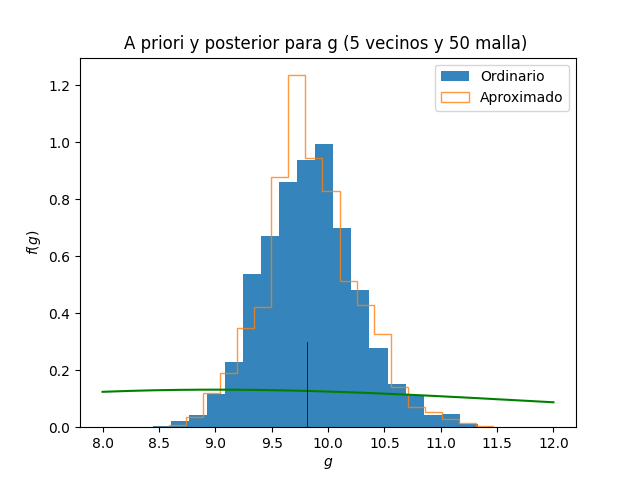 A priori y posterior para g (5 vecinos y 50 malla)
Ordinario
Aproximado
f(g)
1.2
1.0
0.8
0.6
0.4
0.2
0.0
8.0 8.5 9.0 9.5 10.0 10.5 11.0 11.5 12.0
g